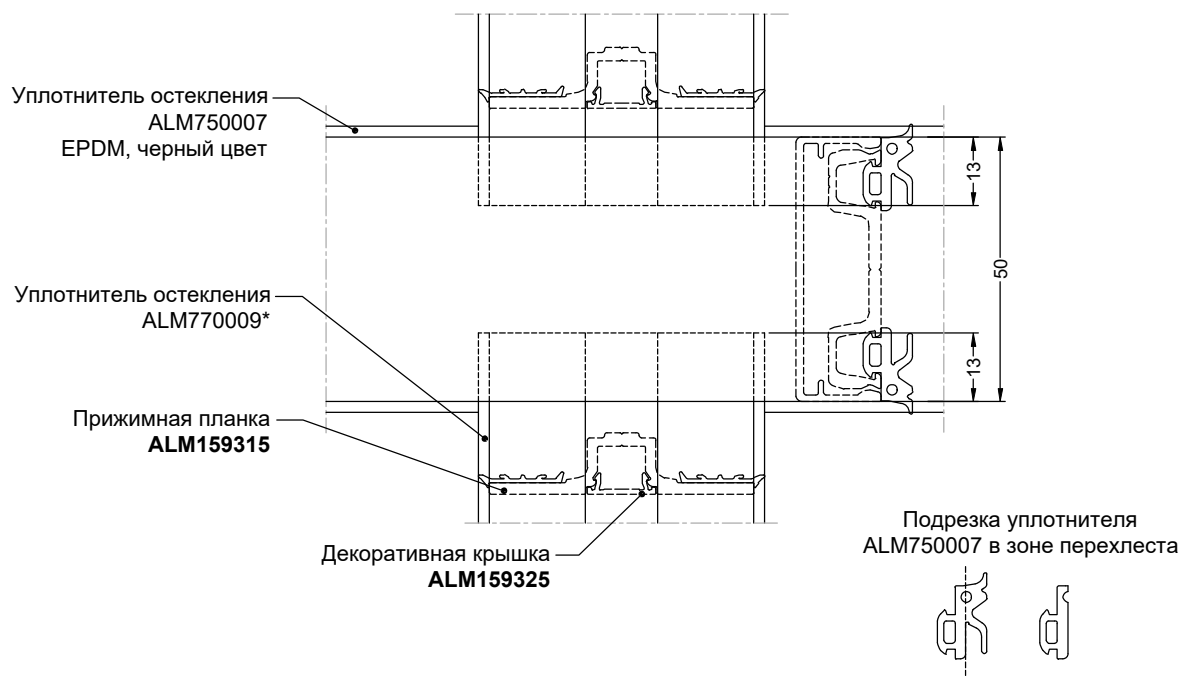 Уплотнитель остекления
ALM750007
EPDM, черный цвет
13
50
Уплотнитель остекления
ALM770009*
13
Прижимная планка
ALM159315
Декоративная крышка
ALM159325
Подрезка уплотнителя
ALM750007 в зоне перехлеста